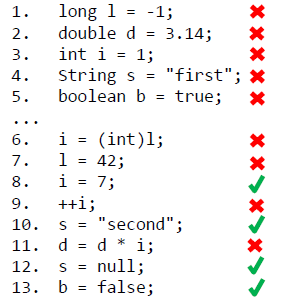 1. long l = -1; ✖
2. double d = 3.14; ✖
3. int i = 1; ✖
4. String s = "first"; ✖
5. boolean b = true; ✖
...
6. i = (int)l; ✖
7. l = 42; ✖
8. i = 7; ✓
9. ++i; ✖
10. s = "second"; ✓
11. d = d * i; ✖
12. s = null; ✓
13. b = false; ✓